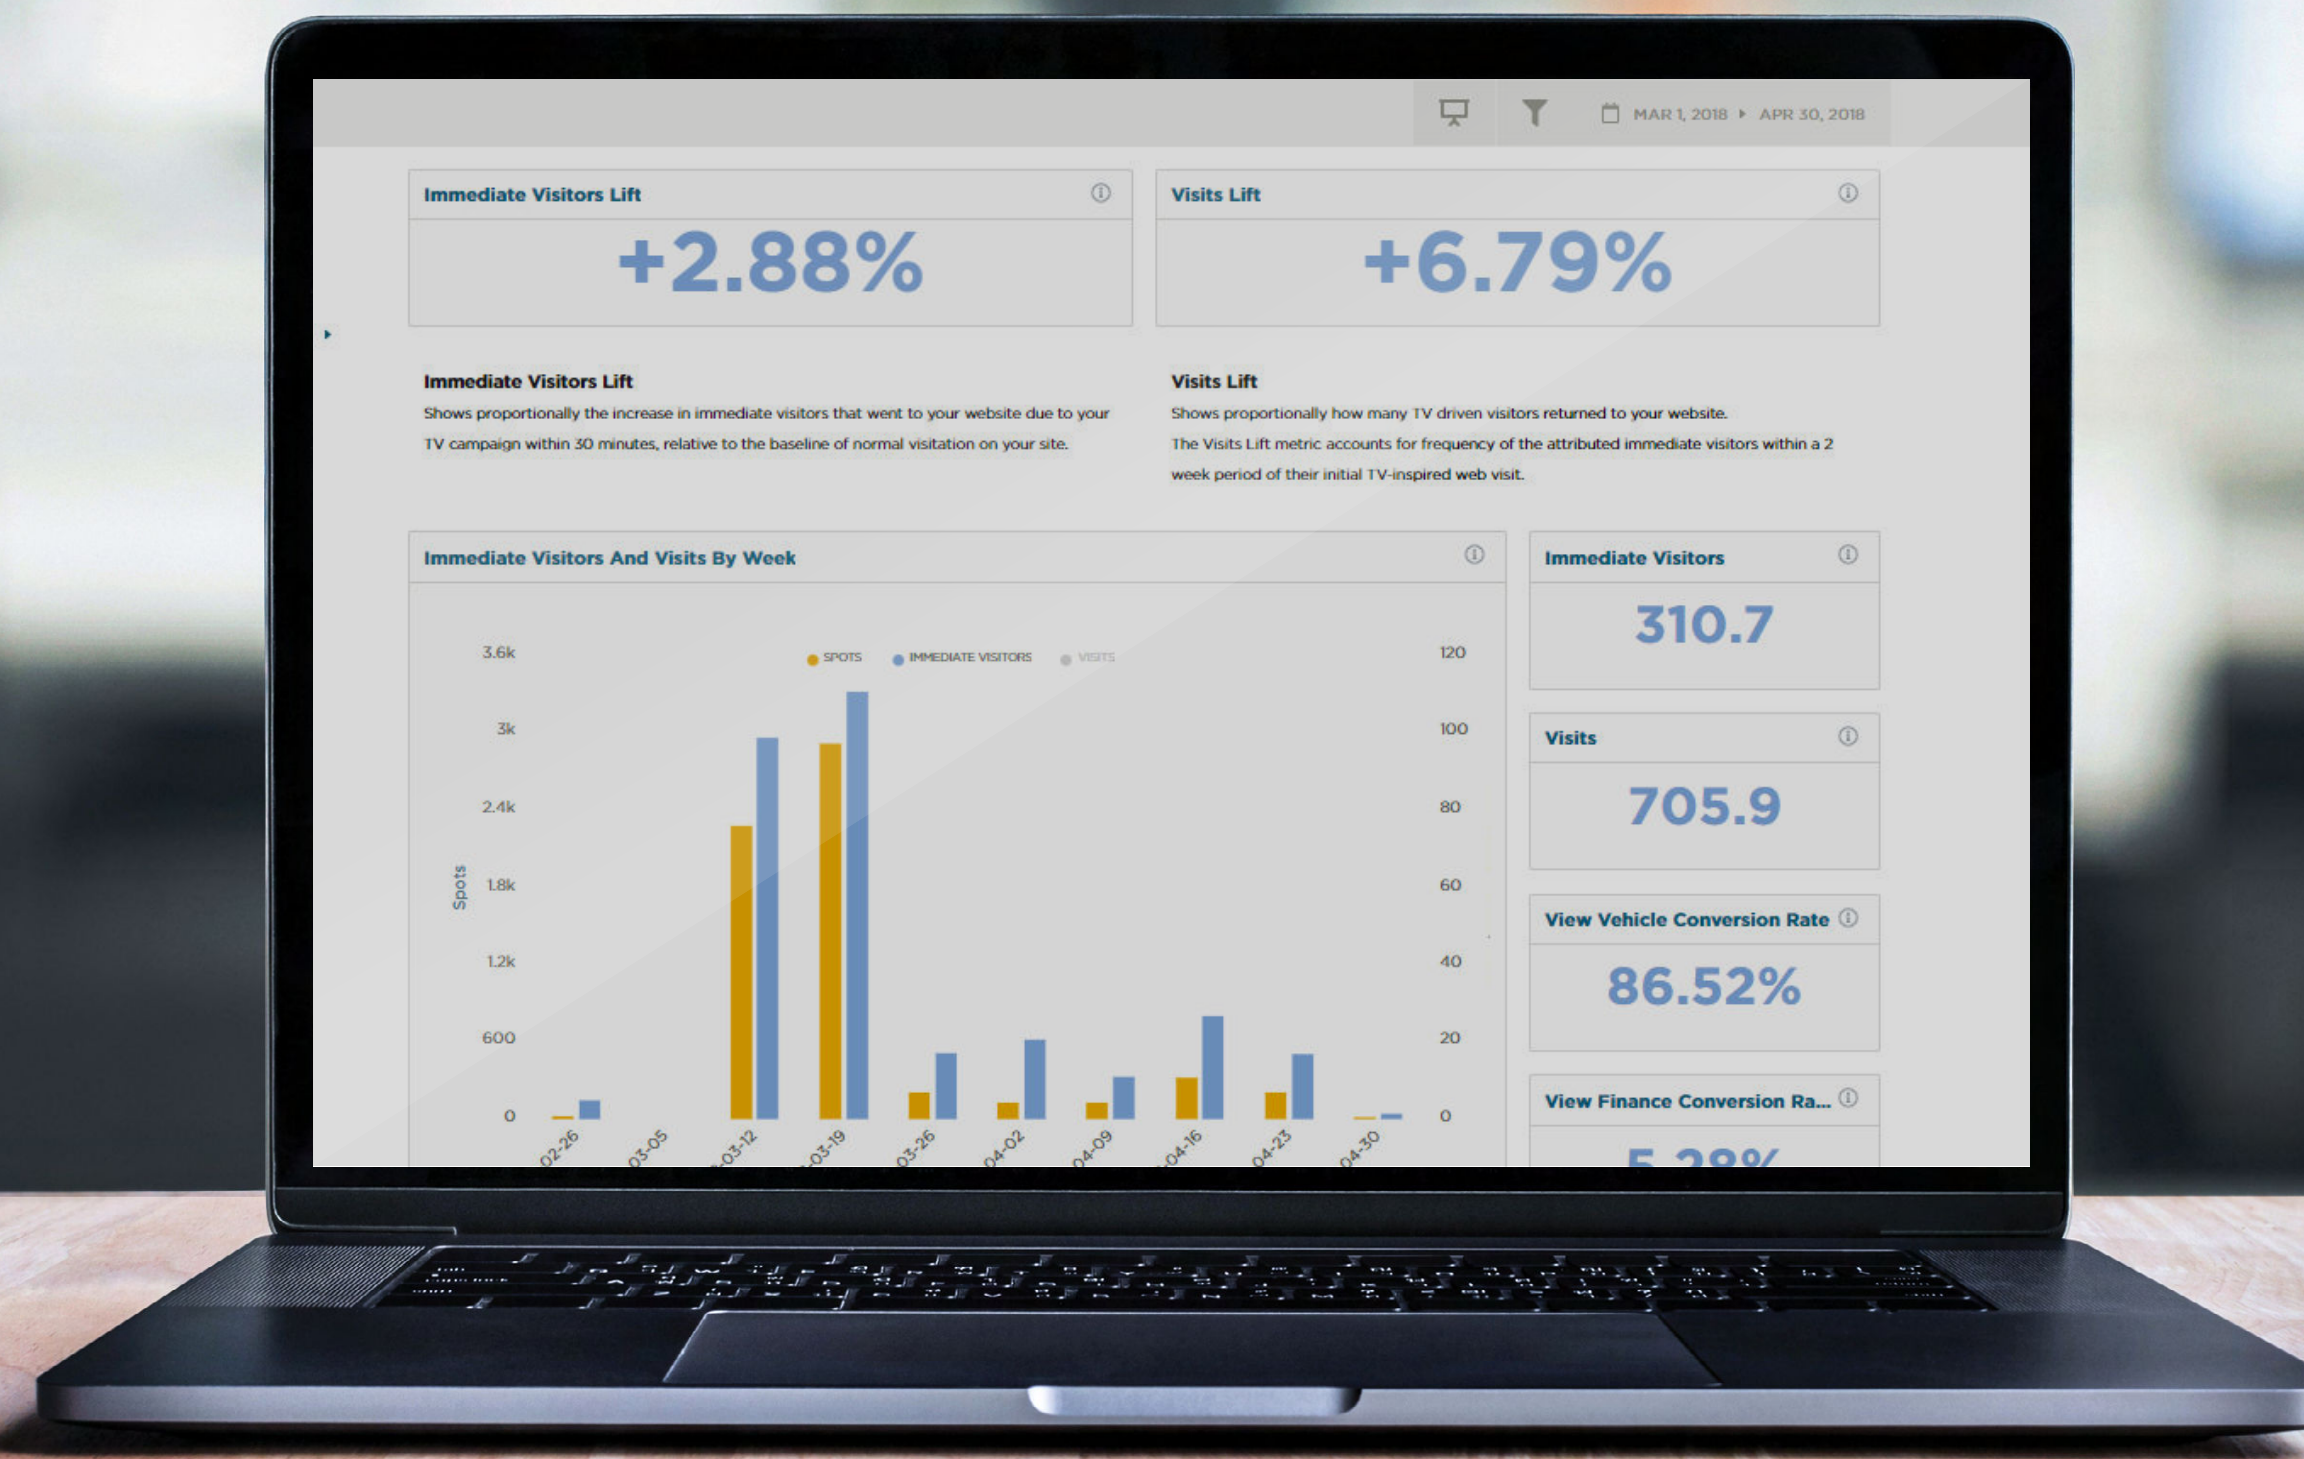 MAR 1, 2018 ▸ APR 30, 2018
Immediate Visitors Lift
+2.88%
Visits Lift
+6.79%
Immediate Visitors Lift
Shows proportionally the increase in immediate visitors that went to your website due to your
TV campaign within 30 minutes, relative to the baseline of normal visitation on your site.
Visits Lift
Shows proportionally how many TV driven visitors returned to your website.
The Visits Lift metric accounts for frequency of the attributed immediate visitors within a 2
week period of their initial TV-inspired web visit.
Immediate Visitors And Visits By Week
SPOTS IMMEDIATE VISITORS VISITS
3.6k
3k
2.4k
1.8k
1.2k
600
0
Spots
120
100
80
60
40
20
0
02-26 03-05 -03-12 -03-19 03-26 04-02 04-09 -04-16 04-23 04-30
Immediate Visitors
310.7
Visits
705.9
View Vehicle Conversion Rate
86.52%
View Finance Conversion Ra...
5.28%